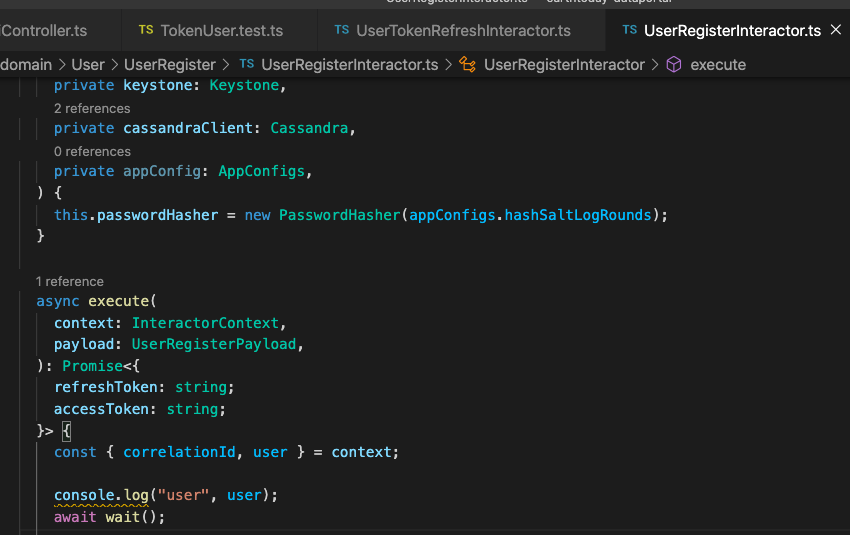 Controller.ts TS TokenUser.test.ts TS UserTokenRefreshInteractor.ts TS UserRegisterInteractor.ts ×
domain > User > UserRegister > TS UserRegisterInteractor.ts > UserRegisterInteractor > execute
private keystone: Keystone,
2 references
private cassandraClient: Cassandra,
0 references
private appConfig: AppConfigs,
) {
this.passwordHasher = new PasswordHasher(appConfigs.hashSaltLogRounds);
}
1 reference
async execute(
context: InteractorContext,
payload: UserRegisterPayload,
): Promise<{
refreshToken: string;
accessToken: string;
}> {
const { correlationId, user } = context;
console.log("user", user);
await wait();